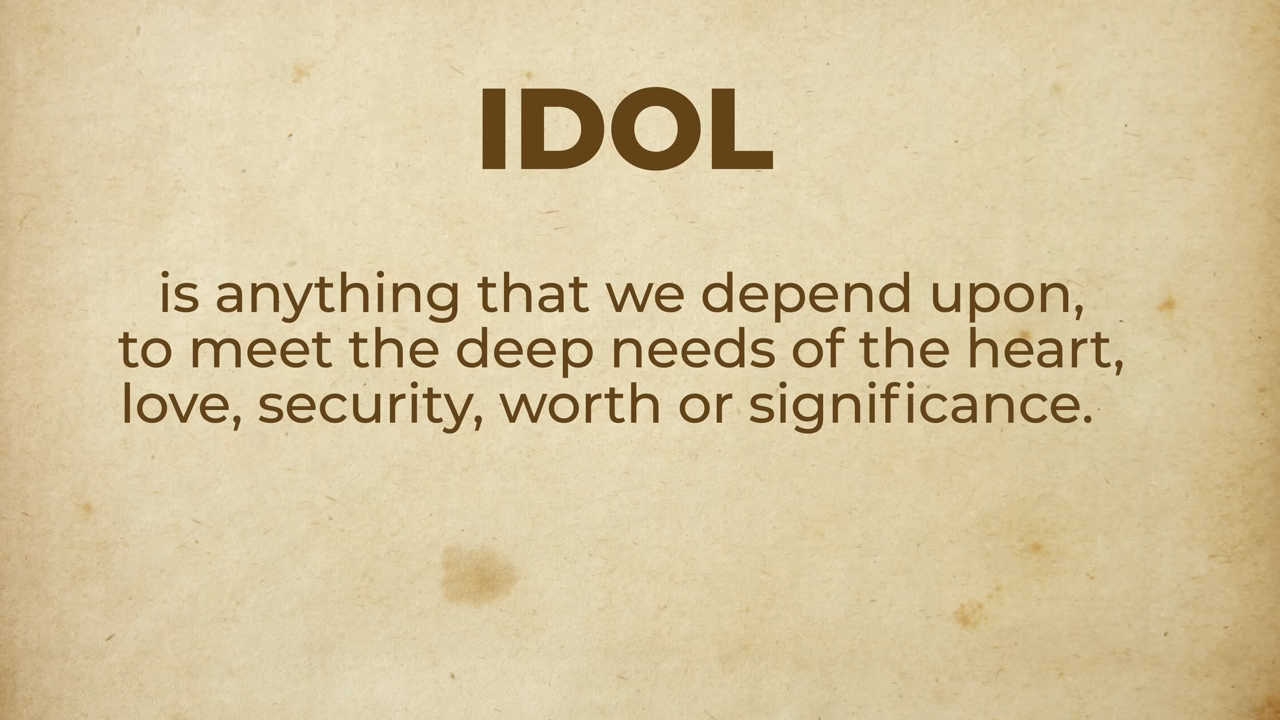 IDOL
is anything that we depend upon,
to meet the deep needs of the heart,
love, security, worth or significance.